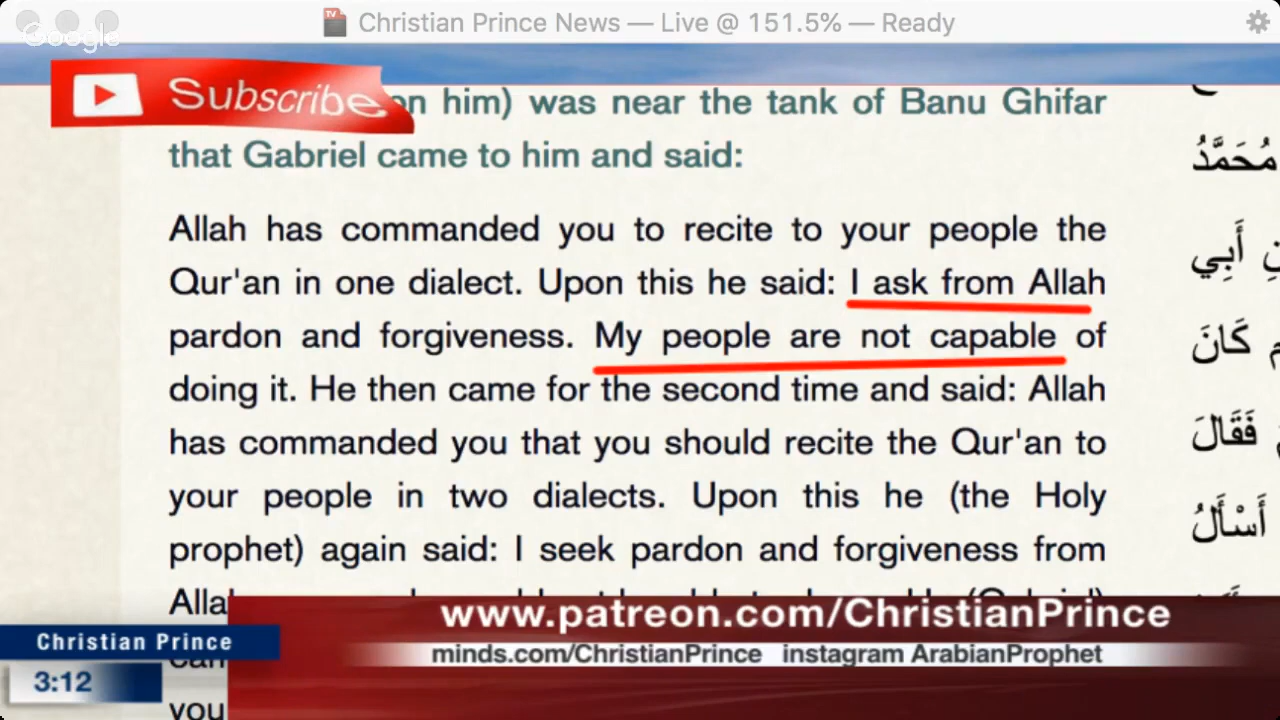 Christian Prince News — Live @ 151.5% — Ready
Google
Subscribe
on him) was near the tank of Banu Ghifar
that Gabriel came to him and said:
Allah has commanded you to recite to your people the
Qur'an in one dialect. Upon this he said: I ask from Allah
pardon and forgiveness. My people are not capable of
doing it. He then came for the second time and said: Allah
has commanded you that you should recite the Qur'an to
your people in two dialects. Upon this he (the Holy
prophet) again said: I seek pardon and forgiveness from
you
مُحَمَّدُ
أَبِي
كَانَ
فَقَالَ
أَسْأَلُ
www.patreon.com/ChristianPrince
Christian Prince
minds.com/ChristianPrince instagram ArabianProphet
3:12